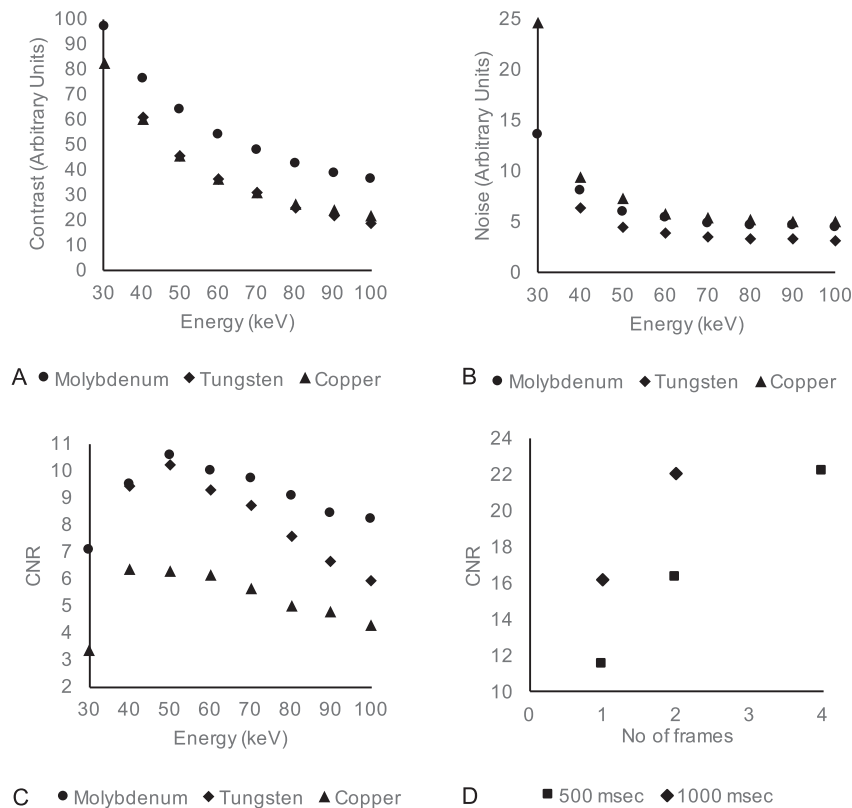 100
90
80
70
60
50
40
30
20
10
0
Contrast (Arbitrary Units)
30 40 50 60 70 80 90 100
Energy (keV)
A Molybdenum Tungsten Copper
25
20
15
10
5
0
Noise (Arbitrary Units)
30 40 50 60 70 80 90 100
Energy (keV)
B Molybdenum Tungsten Copper
11
10
9
8
7
6
5
4
3
2
CNR
30 40 50 60 70 80 90 100
Energy (keV)
C Molybdenum Tungsten Copper
24
22
20
18
16
14
12
10
CNR
0 1 2 3 4
No of frames
D 500 msec 1000 msec